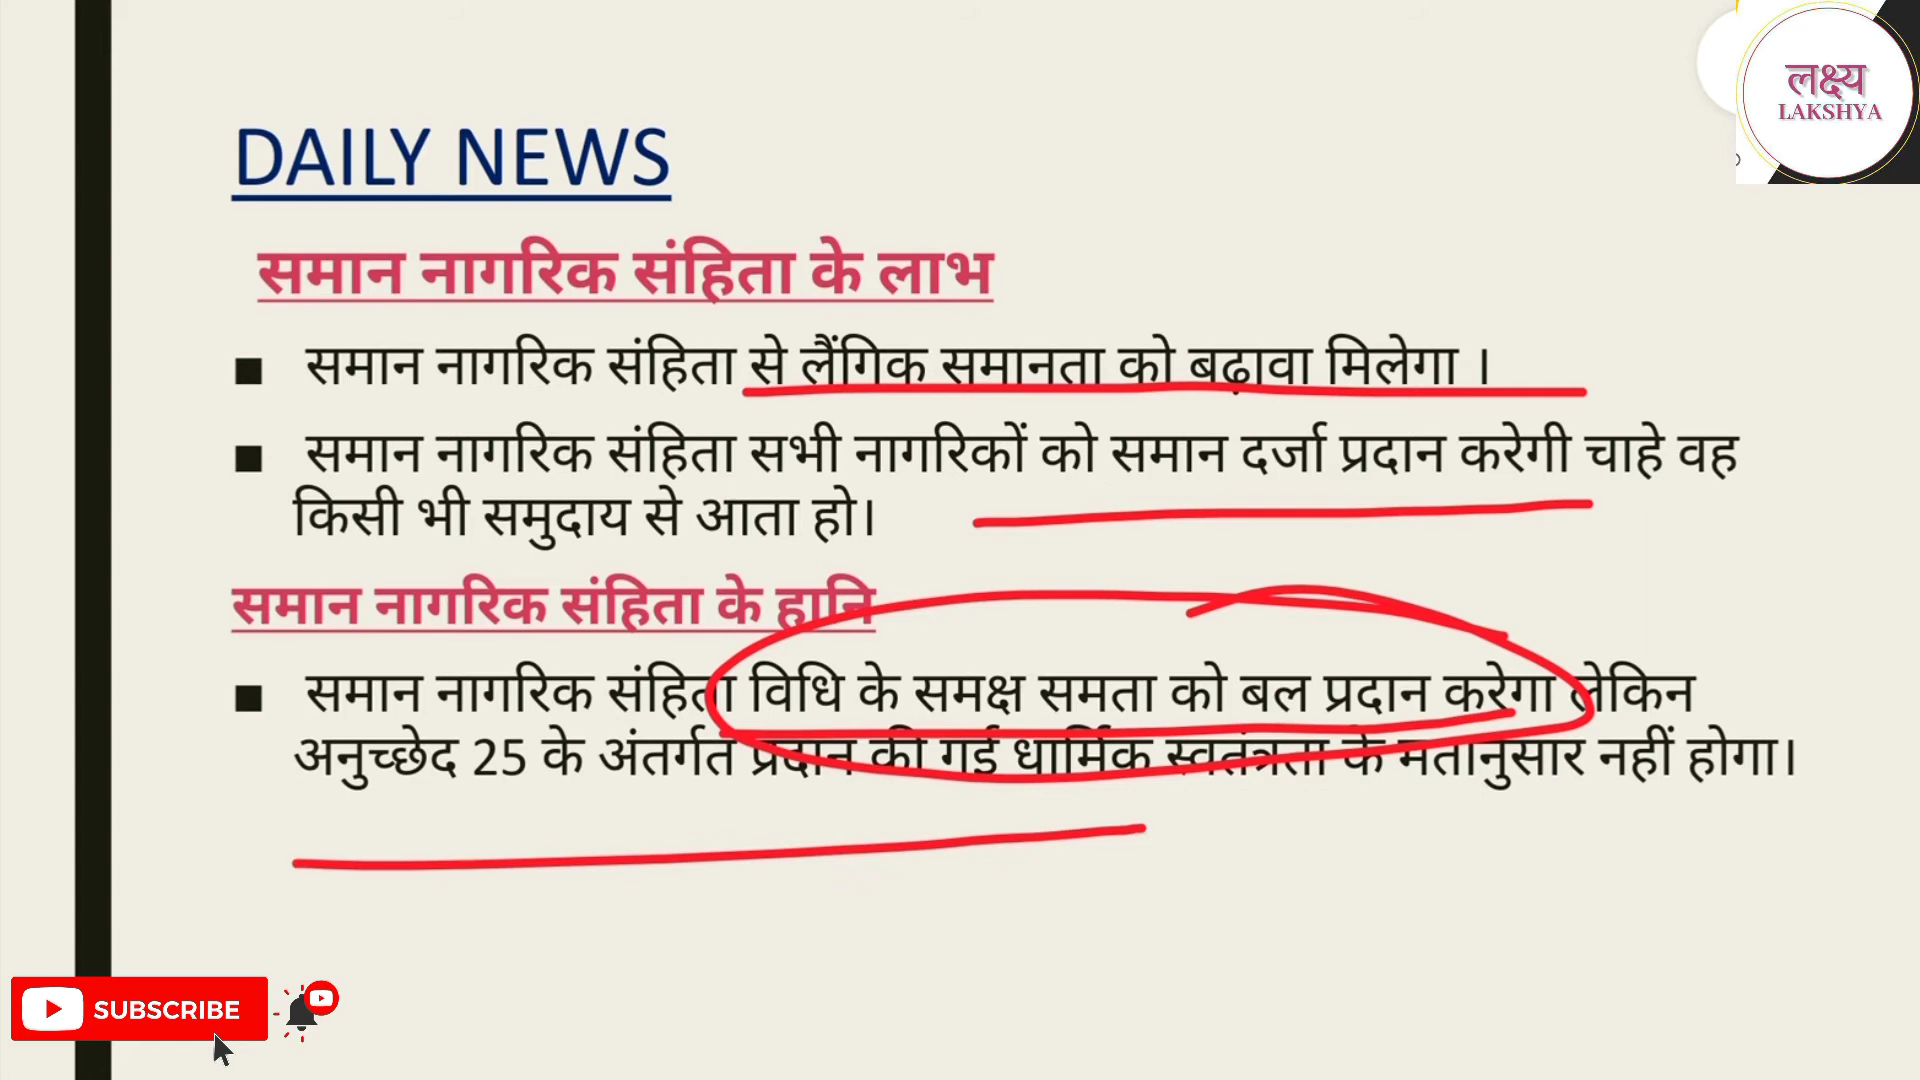 लक्ष्य
LAKSHYA
DAILY NEWS
समान नागरिक संहिता के लाभ
■ समान नागरिक संहिता से लैंगिक समानता को बढ़ावा मिलेगा ।
■ समान नागरिक संहिता सभी नागरिकों को समान दर्जा प्रदान करेगी चाहे वह
किसी भी समुदाय से आता हो।
समान नागरिक संहिता के हानि
■ समान नागरिक संहिता विधि के समक्ष समता को बल प्रदान करेगा लेकिन
अनुच्छेद 25 के अंतर्गत प्रदान की गई धार्मिक स्वतंत्रता के मतानुसार नहीं होगा।
SUBSCRIBE